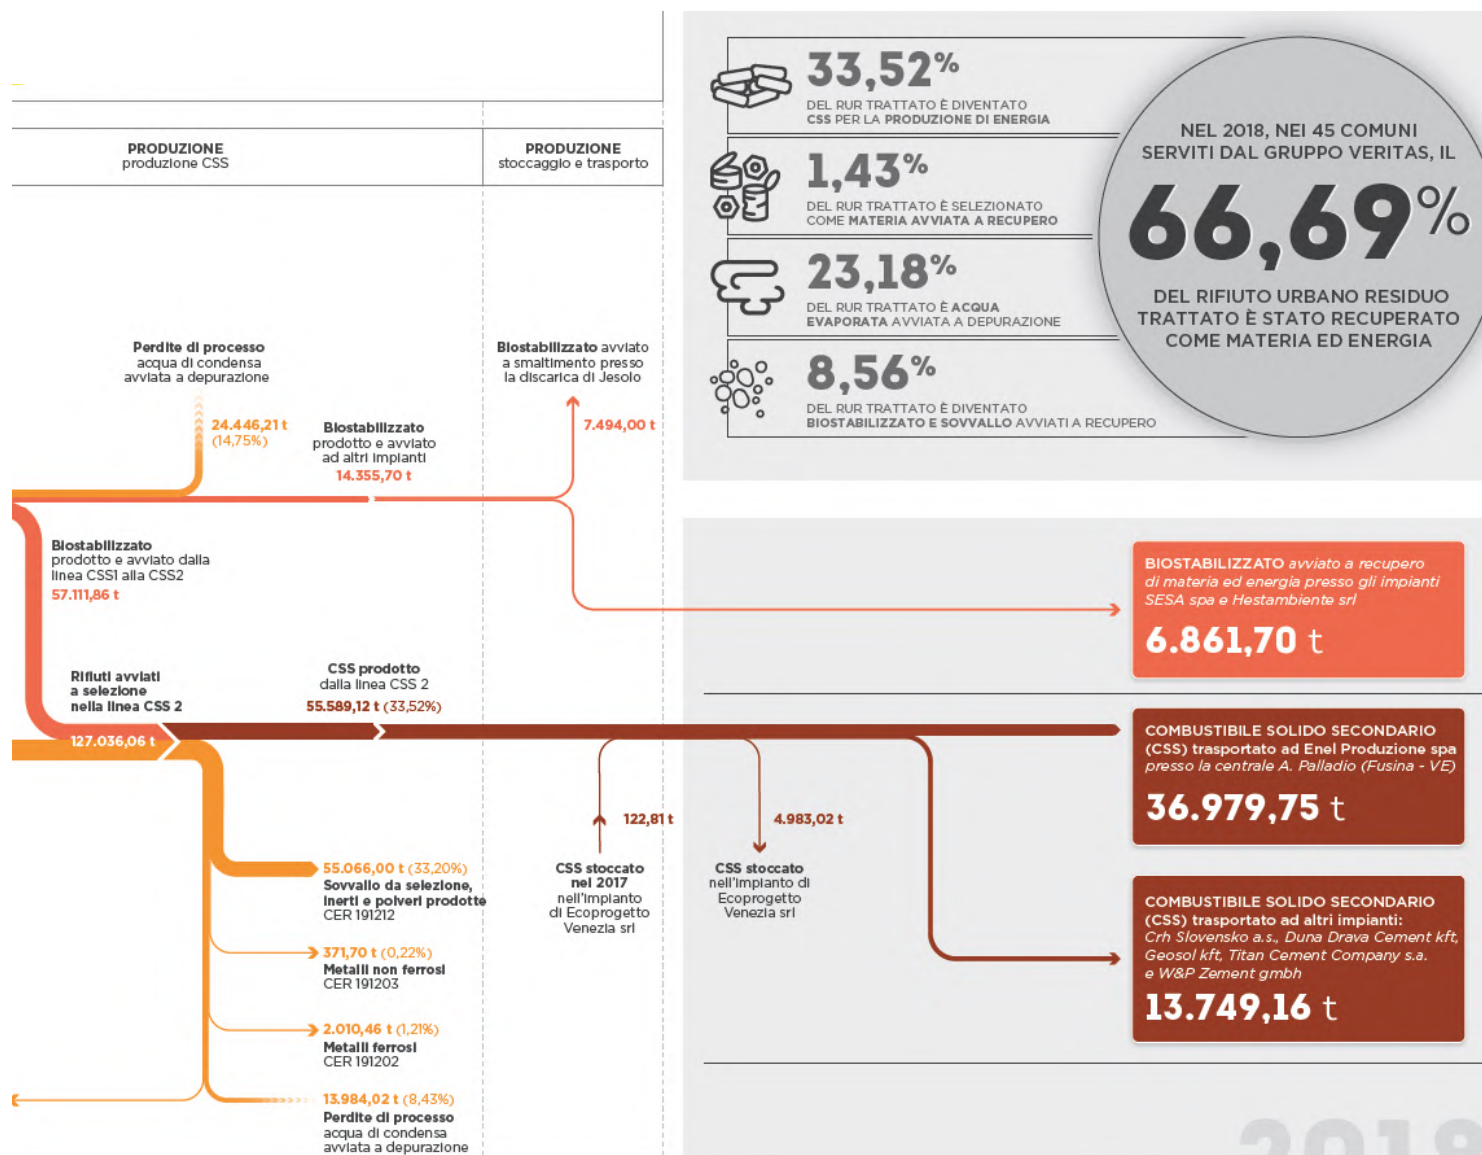 PRODUZIONE
produzione CSS
PRODUZIONE
stoccaggio e trasporto
33,52%
DEL RUR TRATTATO È DIVENTATO
CSS PER LA PRODUZIONE DI ENERGIA
1,43%
DEL RUR TRATTATO È SELEZIONATO
COME MATERIA AVVIATA A RECUPERO
23,18%
DEL RUR TRATTATO È ACQUA
EVAPORATA AVVIATA A DEPURAZIONE
8,56%
DEL RUR TRATTATO È DIVENTATO
BIOSTABILIZZATO E SOVVALLO AVVIATI A RECUPERO
NEL 2018, NEI 45 COMUNI
SERVITI DAL GRUPPO VERITAS, IL
66,69%
DEL RIFIUTO URBANO RESIDUO
TRATTATO È STATO RECUPERATO
COME MATERIA ED ENERGIA
Perdite di processo
acqua di condensa
avviata a depurazione
24.446,21 t
(14,75%)
Biostabilizzato
prodotto e avviato
ad altri impianti
14.355,70 t
Biostabilizzato avviato
a smaltimento presso
la discarica di Jesolo
7.494,00 t
Biostabilizzato
prodotto e avviato dalla
linea CSS1 alla CSS2
57.111,86 t
BIOSTABILIZZATO avviato a recupero
di materia ed energia presso gli impianti
SESA spa e Hestambiente srl
6.861,70 t
Rifiuti avviati
a selezione
nella linea CSS 2
127.036,06 t
CSS prodotto
dalla linea CSS 2
55.589,12 t (33,52%)
COMBUSTIBILE SOLIDO SECONDARIO
(CSS) trasportato ad Enel Produzione spa
presso la centrale A. Palladio (Fusina - VE)
36.979,75 t
122,81 t
CSS stoccato
nel 2017
nell'impianto
di Ecoprogetto
Venezia srl
4.983,02 t
CSS stoccato
nell'impianto di
Ecoprogetto
Venezia srl
COMBUSTIBILE SOLIDO SECONDARIO
(CSS) trasportato ad altri impianti:
Crh Slovensko a.s., Duna Drava Cement kft,
Geosol kft, Titan Cement Company s.a.
e W&P Zement gmbh
13.749,16 t
55.066,00 t (33,20%)
Sovvallo da selezione,
inerti e polveri prodotte
CER 191212
371,70 t (0,22%)
Metalli non ferrosi
CER 191203
2.010,46 t (1,21%)
Metalli ferrosi
CER 191202
13.984,02 t (8,43%)
Perdite di processo
acqua di condensa
avviata a depurazione